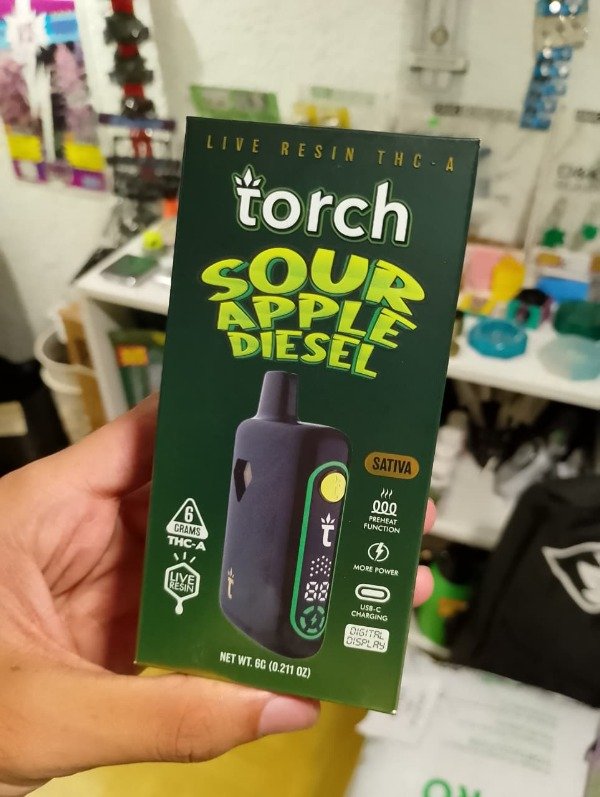 LIVE RESIN THC-A
torch
SOUR
APPLE
DIESEL
SATIVA
PREHEAT
FUNCTION
MORE POWER
USB-C
CHARGING
DIGITAL
DISPLAY
6
GRAMS
THC-A
LIVE
RESIN
t
88
t
NET WT. 6G (0.211 OZ)